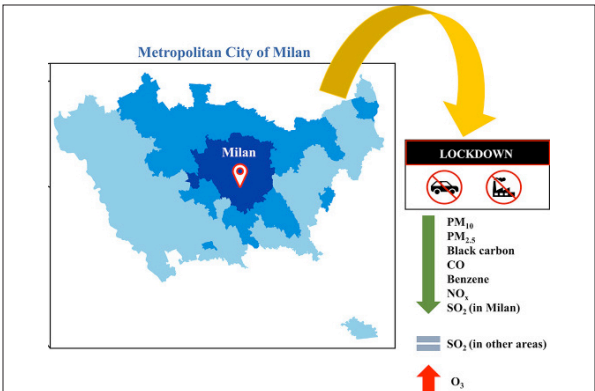 Metropolitan City of Milan
Milan
LOCKDOWN
PM₁₀
PM₂.₅
Black carbon
CO
Benzene
NOₓ
SO₂ (in Milan)
SO₂ (in other areas)
O₃